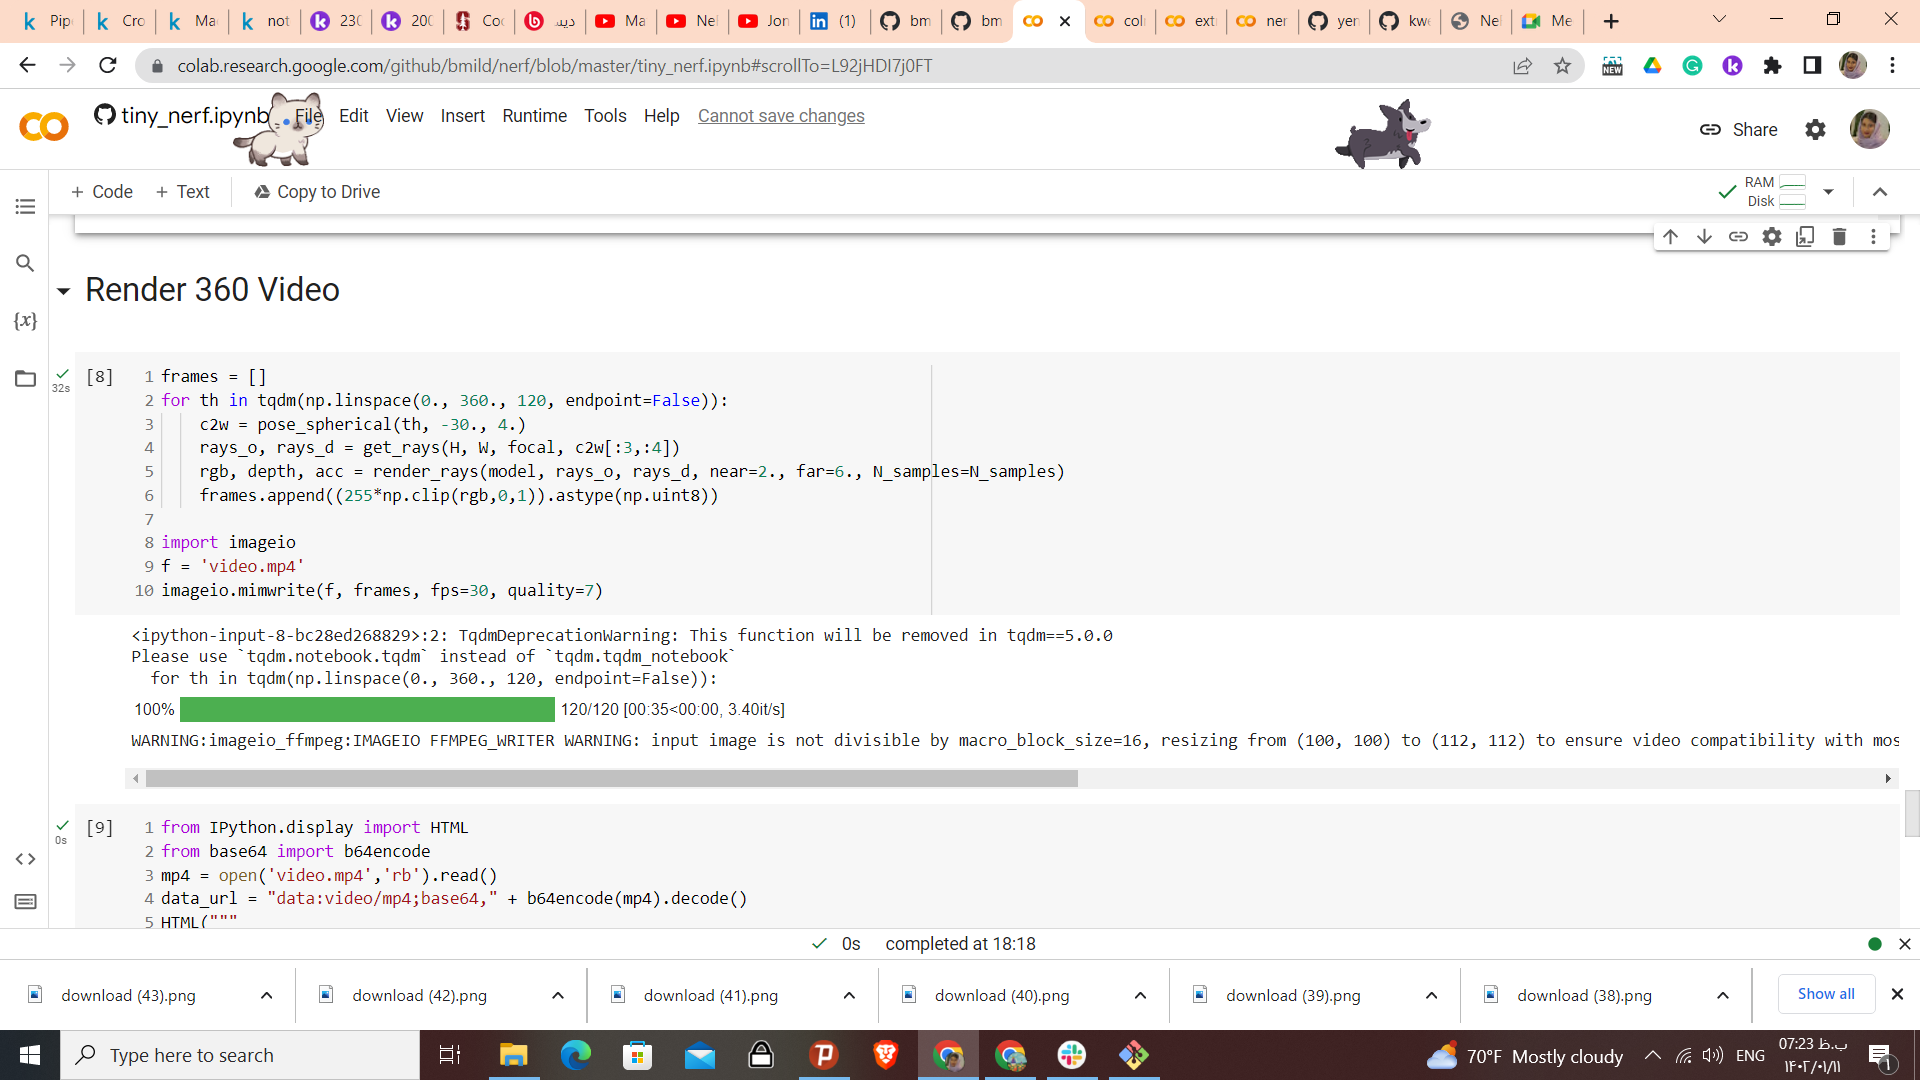 Pip
Cro
Ma
not
230
200
Coo
دیــ
Ma
Nel
Jon
(1)
bm
bm
col
ext
ner
yen
kwe
Nel
Me
colab.research.google.com/github/bmild/nerf/blob/master/tiny_nerf.ipynb#scrollTo=L92jHDI7j0FT
NEW
tiny_nerf.ipynb
File Edit View Insert Runtime Tools Help Cannot save changes
Share
+ Code + Text Copy to Drive
RAM
Disk
Render 360 Video
{x}
32s
[8]
1 frames = []
2 for th in tqdm(np.linspace(0., 360., 120, endpoint=False)):
3 c2w = pose_spherical(th, -30., 4.)
4 rays_o, rays_d = get_rays(H, W, focal, c2w[:3,:4])
5 rgb, depth, acc = render_rays(model, rays_o, rays_d, near=2., far=6., N_samples=N_samples)
6 frames.append((255*np.clip(rgb,0,1)).astype(np.uint8))
7
8 import imageio
9 f = 'video.mp4'
10 imageio.mimwrite(f, frames, fps=30, quality=7)
<ipython-input-8-bc28ed268829>:2: TqdmDeprecationWarning: This function will be removed in tqdm==5.0.0
Please use `tqdm.notebook.tqdm` instead of `tqdm.tqdm_notebook`
for th in tqdm(np.linspace(0., 360., 120, endpoint=False)):
100% 120/120 [00:35<00:00, 3.40it/s]
WARNING:imageio_ffmpeg:IMAGEIO FFMPEG_WRITER WARNING: input image is not divisible by macro_block_size=16, resizing from (100, 100) to (112, 112) to ensure video compatibility with mos
0s
[9]
1 from IPython.display import HTML
2 from base64 import b64encode
3 mp4 = open('video.mp4','rb').read()
4 data_url = "data:video/mp4;base64," + b64encode(mp4).decode()
5 HTML("""
0s completed at 18:18
download (43).png
download (42).png
download (41).png
download (40).png
download (39).png
download (38).png
Show all
Type here to search
70°F Mostly cloudy
ENG
07:23 ب.ظ
۱۴۰۲/۰۱/۱۱
۱